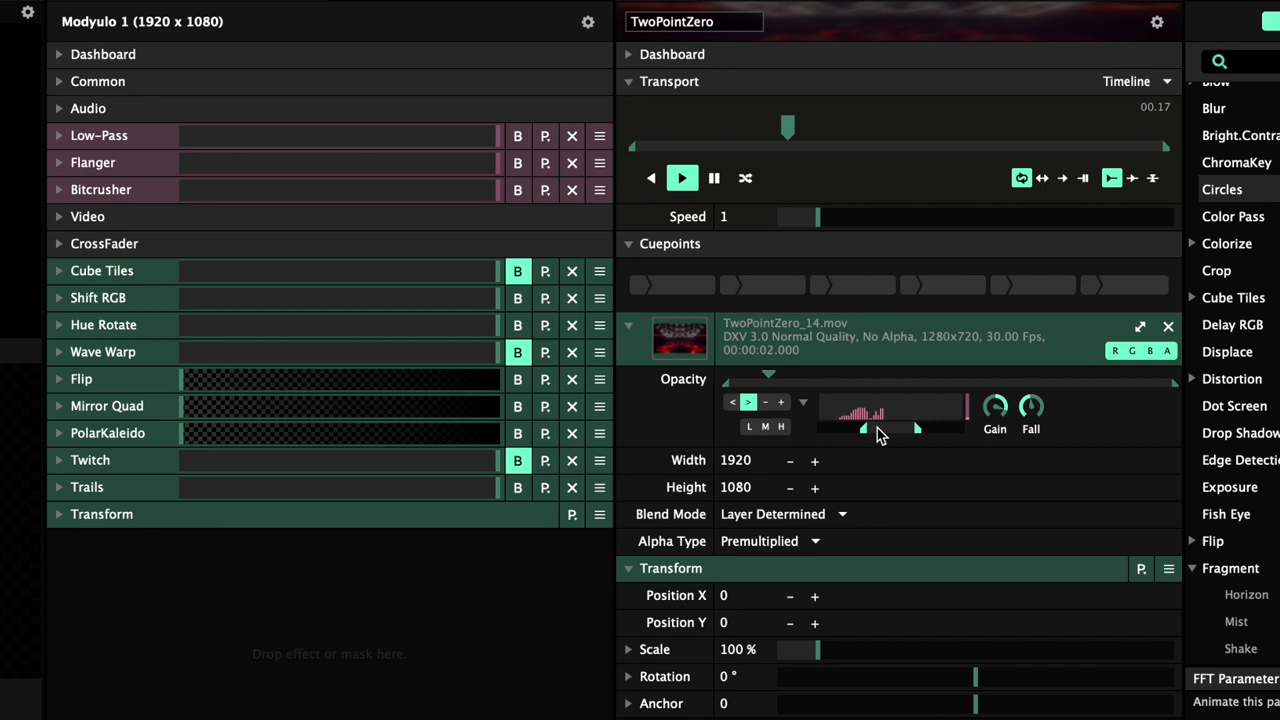 Modyulo 1 (1920 x 1080)
Dashboard
Common
Audio
Low-Pass B P. X
Flanger B P. X
Bitcrusher B P. X
Video
CrossFader
Cube Tiles B P. X
Shift RGB B P. X
Hue Rotate B P. X
Wave Warp B P. X
Flip B P. X
Mirror Quad B P. X
PolarKaleido B P. X
Twitch B P. X
Trails B P. X
Transform P.
Drop effect or mask here.
TwoPointZero
Dashboard
Transport Timeline
00.17
Speed 1
Cuepoints
TwoPointZero_14.mov
DXV 3.0 Normal Quality, No Alpha, 1280x720, 30.00 Fps,
00:00:02.000
R G B A
Opacity
< > - +
L M H
Gain Fall
Width 1920 - +
Height 1080 - +
Blend Mode Layer Determined
Alpha Type Premultiplied
Transform P.
Position X 0 - +
Position Y 0 - +
Scale 100 %
Rotation 0 °
Anchor 0
Blow
Blur
Bright.Contra
ChromaKey
Circles
Color Pass
Colorize
Crop
Cube Tiles
Delay RGB
Displace
Distortion
Dot Screen
Drop Shadow
Edge Detectio
Exposure
Fish Eye
Flip
Fragment
Horizon
Mist
Shake
FFT Parameter
Animate this pa